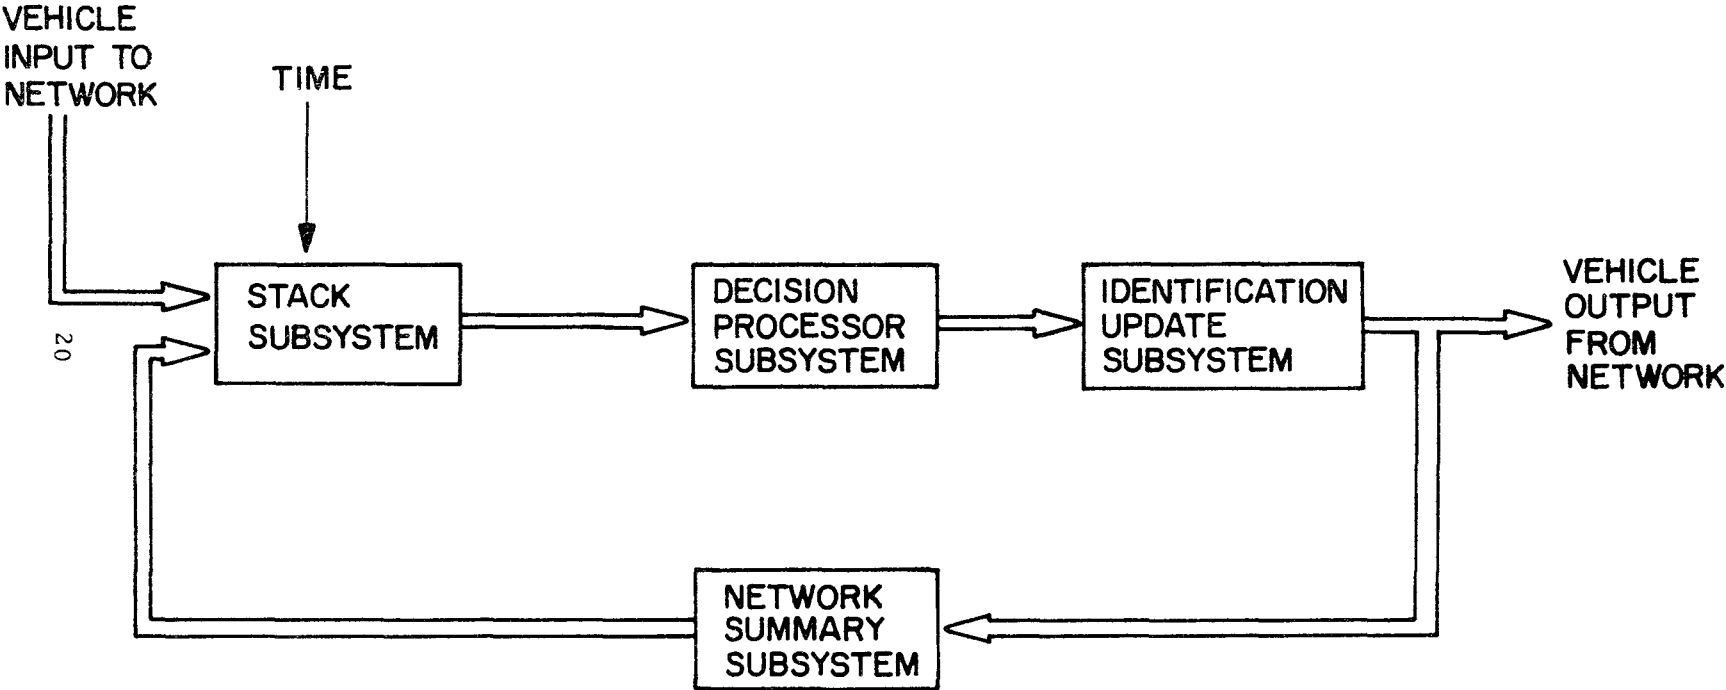 VEHICLE
INPUT TO
NETWORK
TIME
STACK
SUBSYSTEM
DECISION
PROCESSOR
SUBSYSTEM
IDENTIFICATION
UPDATE
SUBSYSTEM
VEHICLE
OUTPUT
FROM
NETWORK
20
NETWORK
SUMMARY
SUBSYSTEM